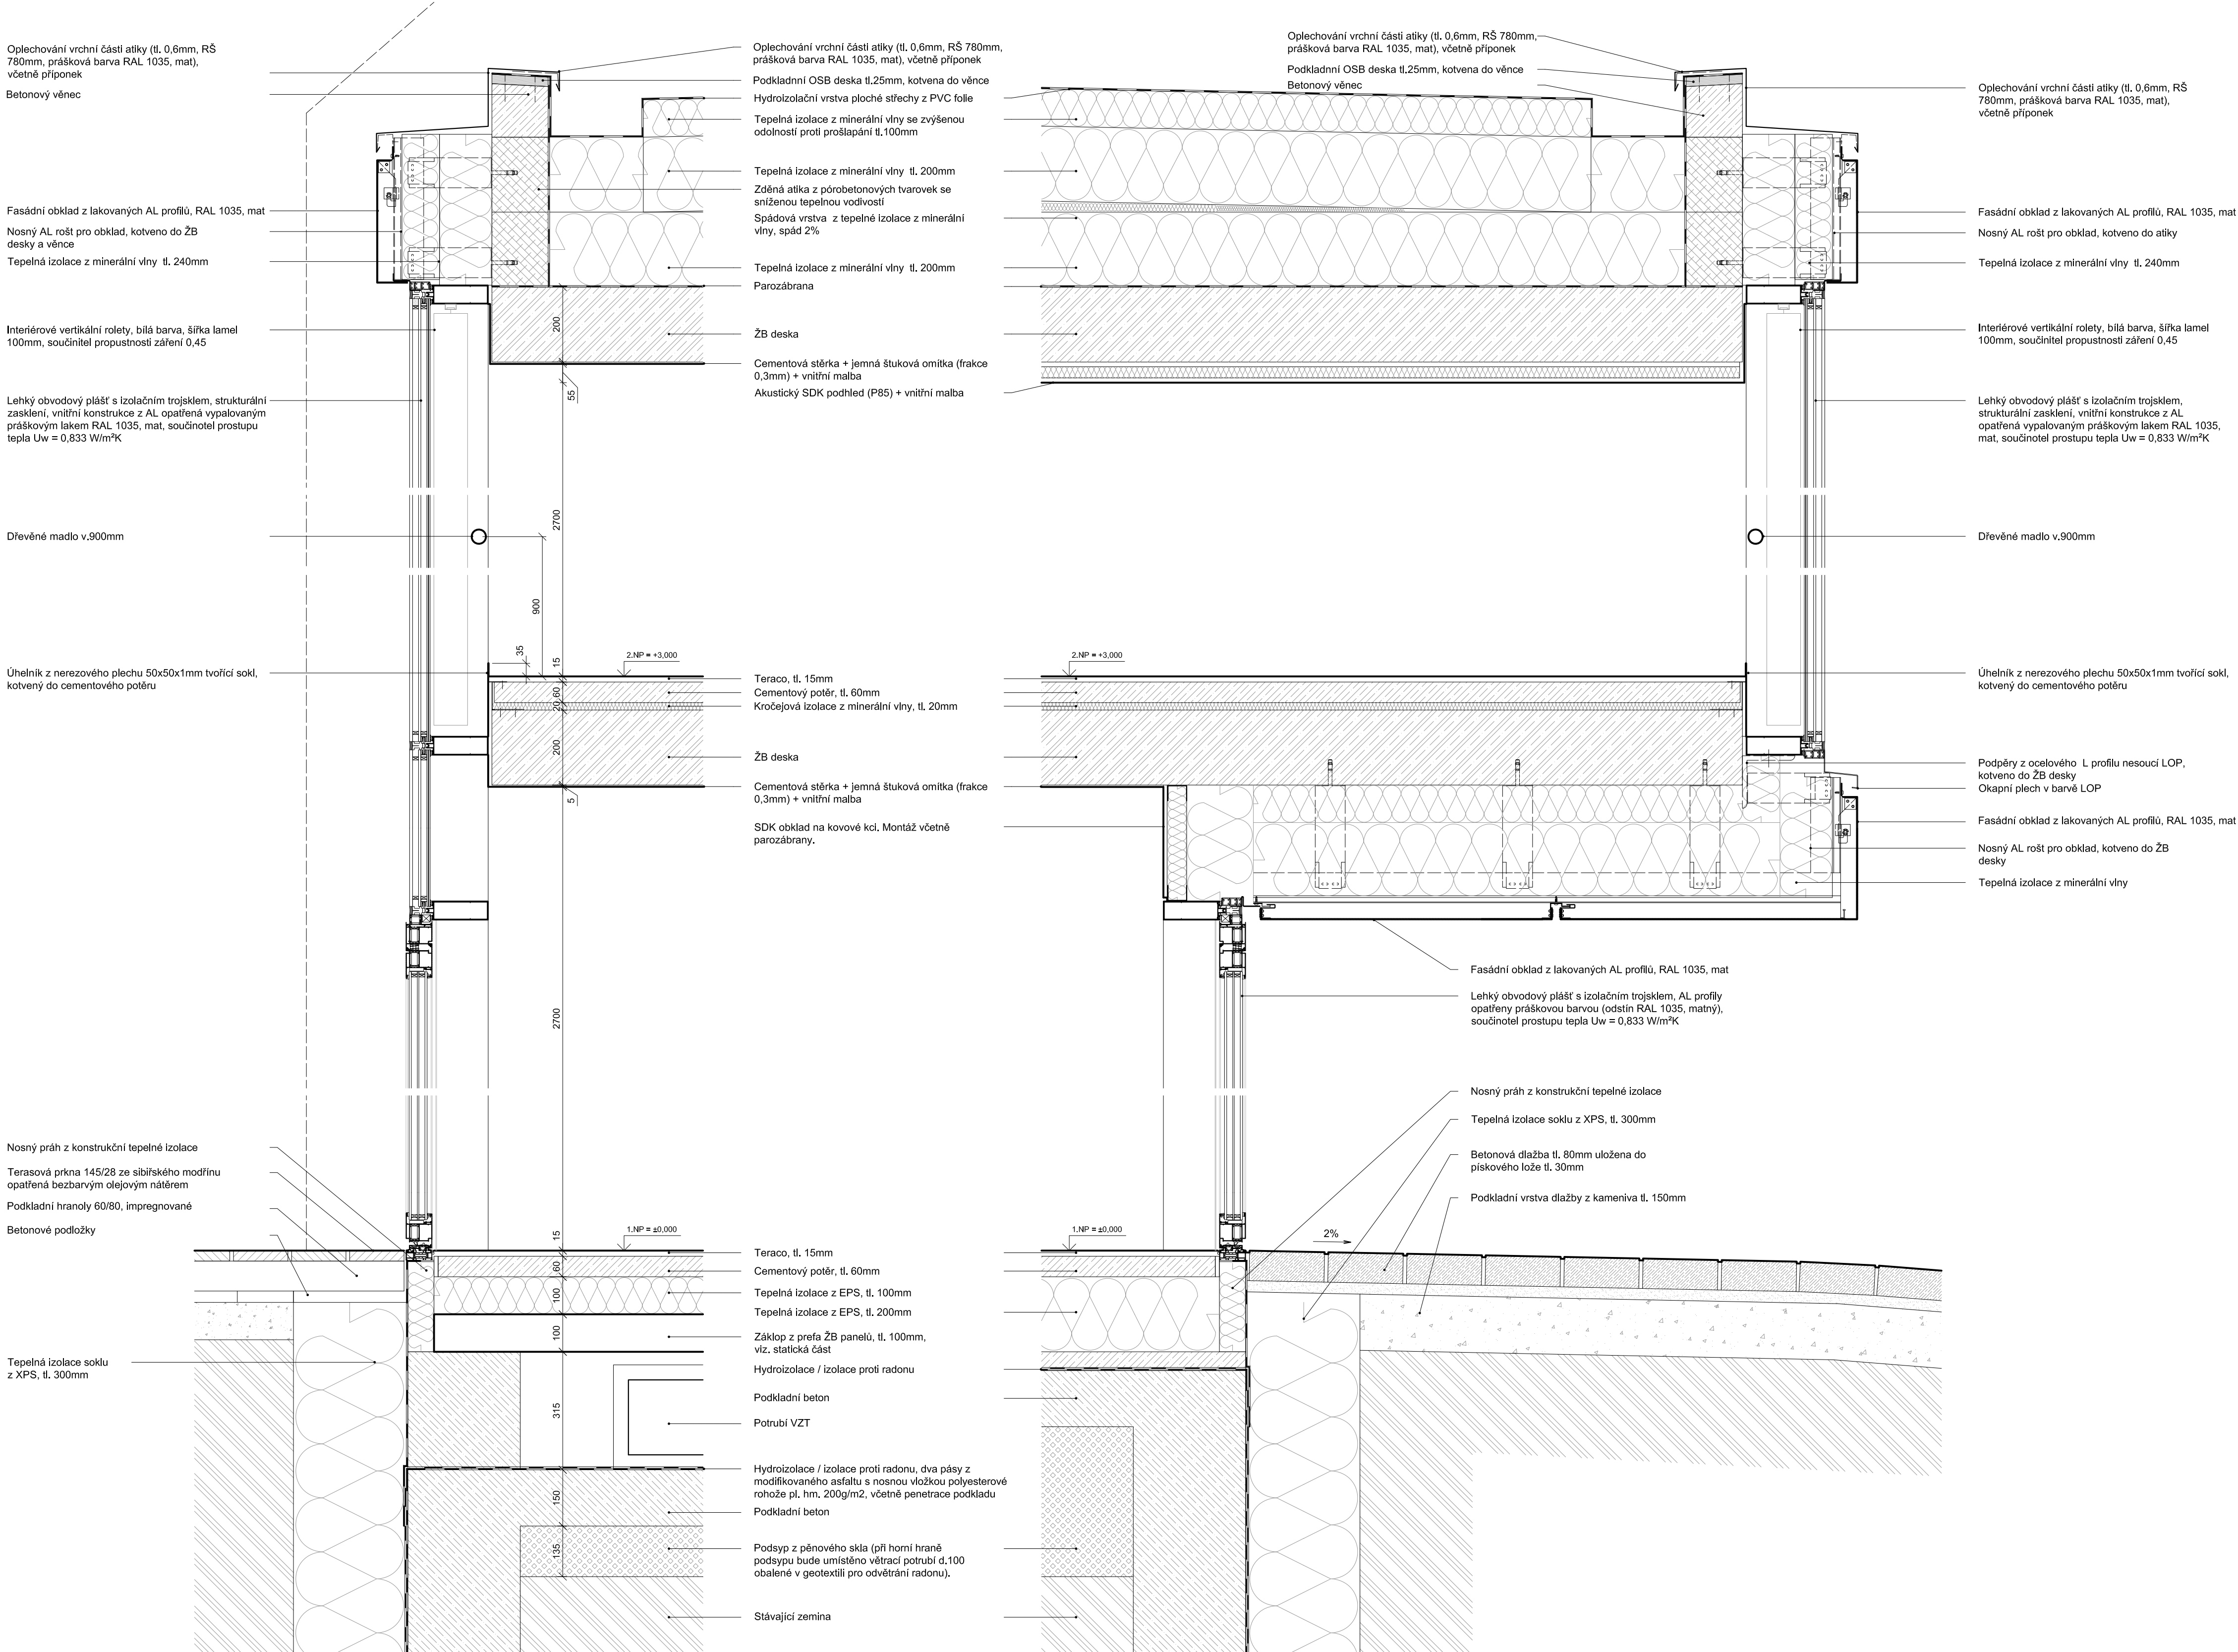 Oplechování vrchní části atiky (tl. 0,6mm, RŠ
780mm, prášková barva RAL 1035, mat),
včetně příponek
Betonový věnec
Fasádní obklad z lakovaných AL profilů, RAL 1035, mat
Nosný AL rošt pro obklad, kotveno do ŽB
desky a věnce
Tepelná izolace z minerální vlny tl. 240mm
Interiérové vertikální rolety, bílá barva, šířka lamel
100mm, součinitel propustnosti záření 0,45
Lehký obvodový plášť s izolačním trojsklem, strukturální
zasklení, vnitřní konstrukce z AL opatřená vypalovaným
práškovým lakem RAL 1035, mat, součinotel prostupu
tepla Uw = 0,833 W/m²K
Dřevěné madlo v.900mm
Úhelník z nerezového plechu 50x50x1mm tvořící sokl,
kotvený do cementového potěru
Nosný práh z konstrukční tepelné izolace
Terasová prkna 145/28 ze sibiřského modřínu
opatřená bezbarvým olejovým nátěrem
Podkladní hranoly 60/80, impregnované
Betonové podložky
Tepelná izolace soklu
z XPS, tl. 300mm
200
55
2700
900
35
15
20,60
200
5
2700
15
60
100
100
315
150
135
2.NP = +3,000
1.NP = ±0,000
Oplechování vrchní části atiky (tl. 0,6mm, RŠ 780mm,
prášková barva RAL 1035, mat), včetně příponek
Podkladnní OSB deska tl.25mm, kotvena do věnce
Hydroizolační vrstva ploché střechy z PVC folie
Tepelná izolace z minerální vlny se zvýšenou
odolností proti prošlapání tl.100mm
Tepelná izolace z minerální vlny tl. 200mm
Zděná atika z pórobetonových tvarovek se
sníženou tepelnou vodivostí
Spádová vrstva z tepelné izolace z minerální
vlny, spád 2%
Tepelná izolace z minerální vlny tl. 200mm
Parozábrana
ŽB deska
Cementová stěrka + jemná štuková omítka (frakce
0,3mm) + vnitřní malba
Akustický SDK podhled (P85) + vnitřní malba
Teraco, tl. 15mm
Cementový potěr, tl. 60mm
Kročejová izolace z minerální vlny, tl. 20mm
ŽB deska
Cementová stěrka + jemná štuková omítka (frakce
0,3mm) + vnitřní malba
SDK obklad na kovové kci. Montáž včetně
parozábrany.
Teraco, tl. 15mm
Cementový potěr, tl. 60mm
Tepelná izolace z EPS, tl. 100mm
Tepelná izolace z EPS, tl. 200mm
Záklop z prefa ŽB panelů, tl. 100mm,
viz. statická část
Hydroizolace / izolace proti radonu
Podkladní beton
Potrubí VZT
Hydroizolace / izolace proti radonu, dva pásy z
modifikovaného asfaltu s nosnou vložkou polyesterové
rohože pl. hm. 200g/m2, včetně penetrace podkladu
Podkladní beton
Podsyp z pěnového skla (při horní hraně
podsypu bude umístěno větrací potrubí d.100
obalené v geotextili pro odvětrání radonu).
Stávající zemina
2.NP = +3,000
1.NP = ±0,000
Oplechování vrchní části atiky (tl. 0,6mm, RŠ 780mm,
prášková barva RAL 1035, mat), včetně příponek
Podkladnní OSB deska tl.25mm, kotvena do věnce
Betonový věnec
Fasádní obklad z lakovaných AL profilů, RAL 1035, mat
Lehký obvodový plášť s izolačním trojsklem, AL profily
opatřeny práškovou barvou (odstín RAL 1035, matný),
součinotel prostupu tepla Uw = 0,833 W/m²K
Nosný práh z konstrukční tepelné izolace
Tepelná izolace soklu z XPS, tl. 300mm
Betonová dlažba tl. 80mm uložena do
pískového lože tl. 30mm
Podkladní vrstva dlažby z kameniva tl. 150mm
2%
Oplechování vrchní části atiky (tl. 0,6mm, RŠ
780mm, prášková barva RAL 1035, mat),
včetně příponek
Fasádní obklad z lakovaných AL profilů, RAL 1035, mat
Nosný AL rošt pro obklad, kotveno do atiky
Tepelná izolace z minerální vlny tl. 240mm
Interiérové vertikální rolety, bílá barva, šířka lamel
100mm, součinitel propustnosti záření 0,45
Lehký obvodový plášť s izolačním trojsklem,
strukturální zasklení, vnitřní konstrukce z AL
opatřená vypalovaným práškovým lakem RAL 1035,
mat, součinotel prostupu tepla Uw = 0,833 W/m²K
Dřevěné madlo v.900mm
Úhelník z nerezového plechu 50x50x1mm tvořící sokl,
kotvený do cementového potěru
Podpěry z ocelového L profilu nesoucí LOP,
kotveno do ŽB desky
Okapní plech v barvě LOP
Fasádní obklad z lakovaných AL profilů, RAL 1035, mat
Nosný AL rošt pro obklad, kotveno do ŽB
desky
Tepelná izolace z minerální vlny